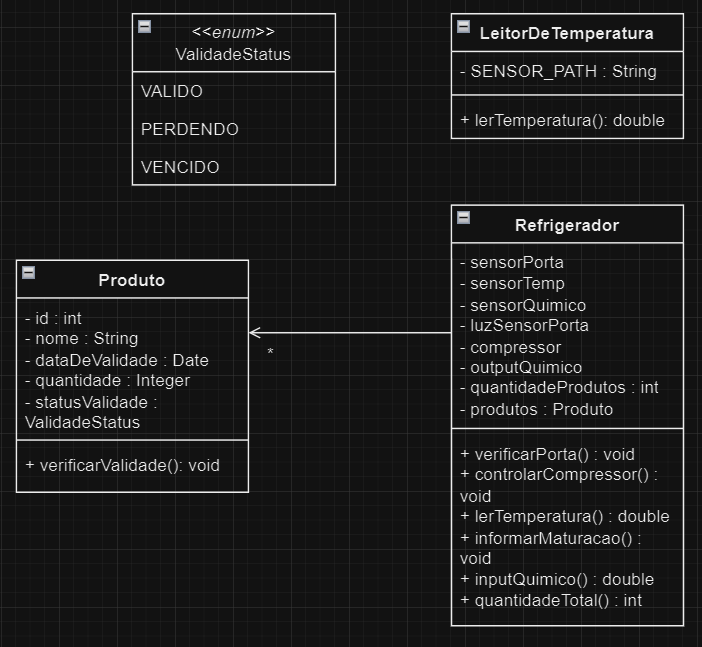 <<enum>>
ValidadeStatus
VALIDO
PERDENDO
VENCIDO
LeitorDeTemperatura
- SENSOR_PATH : String
+ lerTemperatura(): double
Produto
- id : int
- nome : String
- dataDeValidade : Date
- quantidade : Integer
- statusValidade :
ValidadeStatus
+ verificarValidade(): void
*
Refrigerador
- sensorPorta
- sensorTemp
- sensorQuimico
- luzSensorPorta
- compressor
- outputQuimico
- quantidadeProdutos : int
- produtos : Produto
+ verificarPorta() : void
+ controlarCompressor() :
void
+ lerTemperatura() : double
+ informarMaturacao() :
void
+ inputQuimico() : double
+ quantidadeTotal() : int